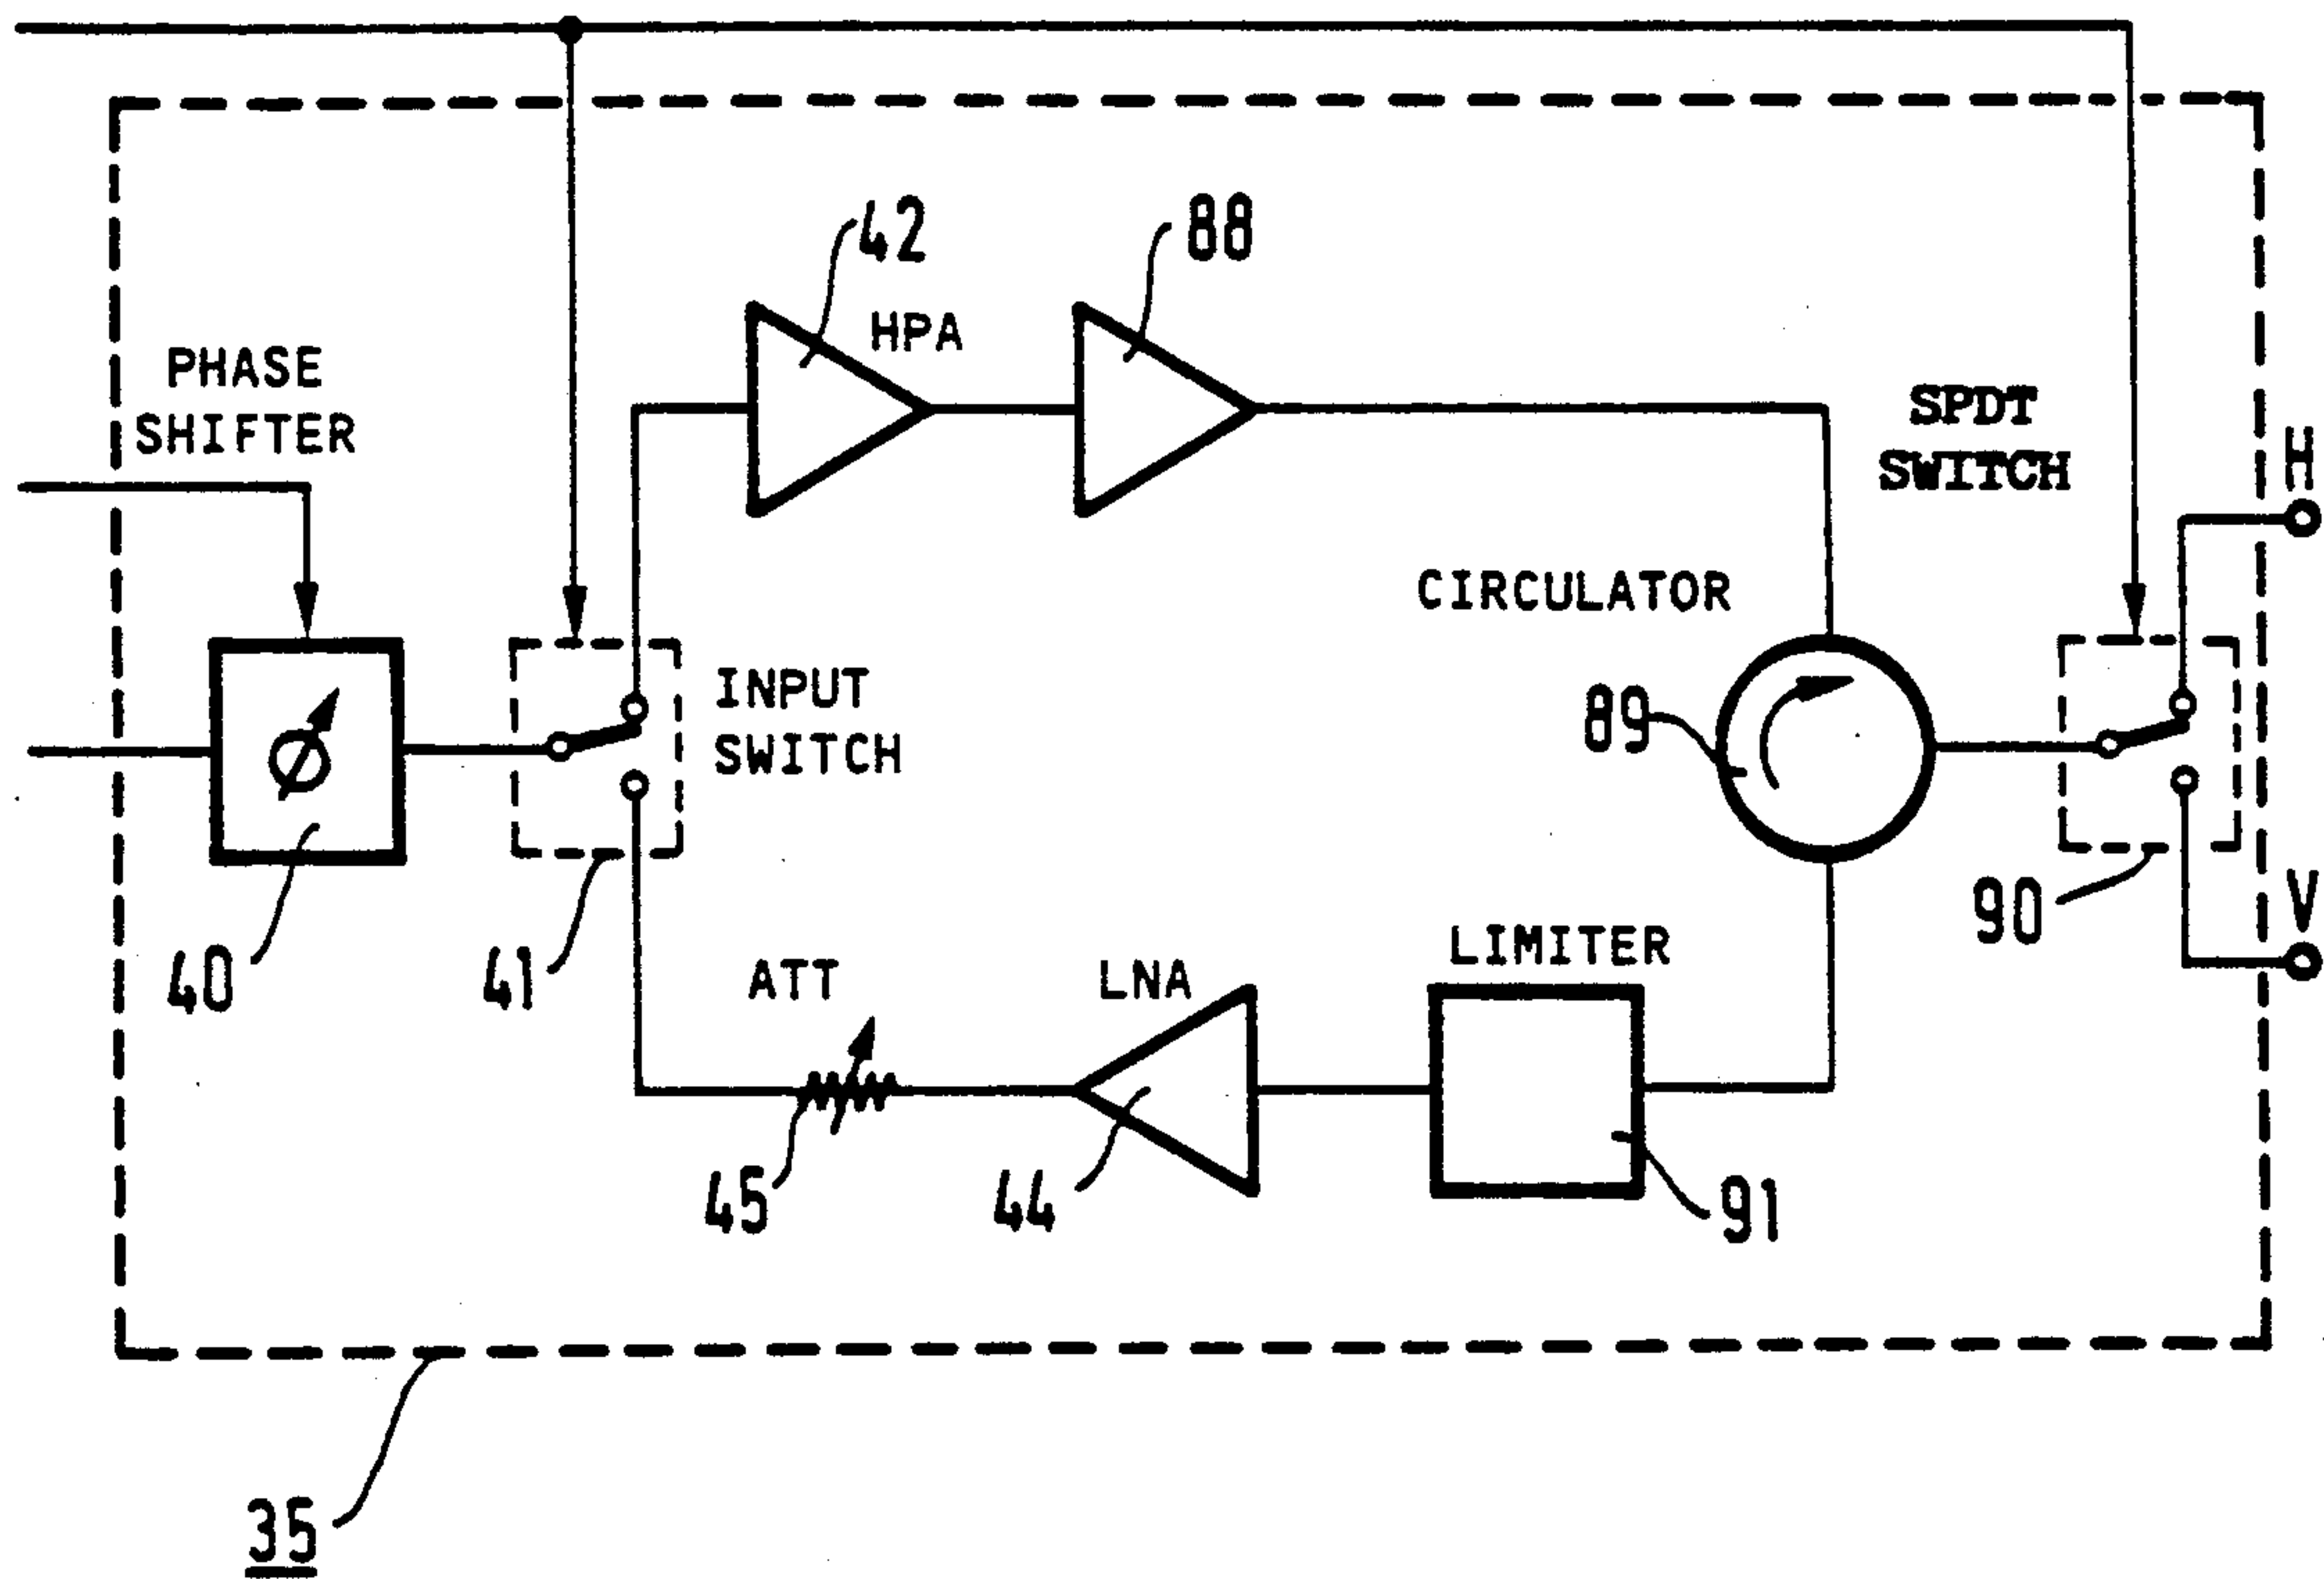 42
88
HPA
PHASE
SHIFTER
SPDT
SWITCH
H
CIRCULATOR
INPUT
SWITCH
89
90
V
40
41
ATT
LNA
LIMITER
45
44
91
35